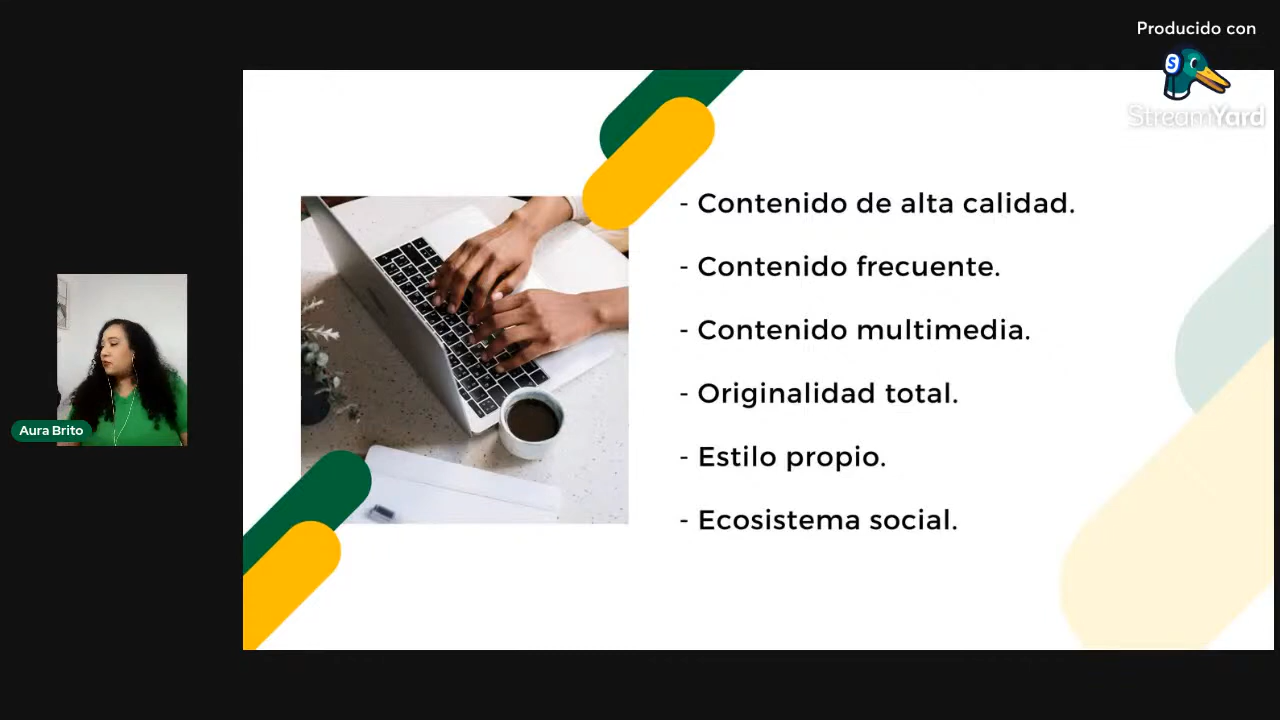 Producido con
StreamYard
- Contenido de alta calidad.
- Contenido frecuente.
- Contenido multimedia.
- Originalidad total.
- Estilo propio.
- Ecosistema social.
Aura Brito